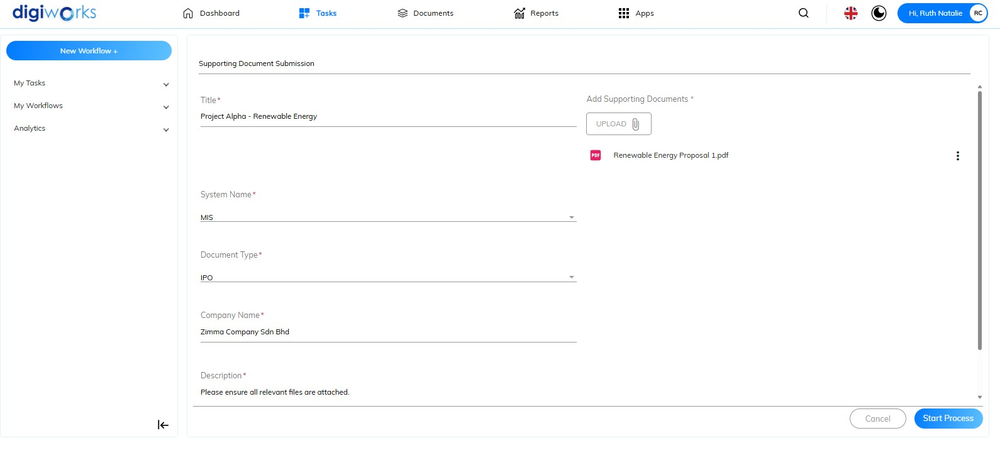 digiworks
Dashboard
Tasks
Documents
Reports
Apps
Hi, Ruth Natalie
RC
New Workflow +
My Tasks
My Workflows
Analytics
Supporting Document Submission
Title*
Project Alpha - Renewable Energy
Add Supporting Documents *
UPLOAD
PDF
Renewable Energy Proposal 1.pdf
System Name*
MIS
Document Type*
IPO
Company Name*
Zimma Company Sdn Bhd
Description*
Please ensure all relevant files are attached.
Cancel
Start Process